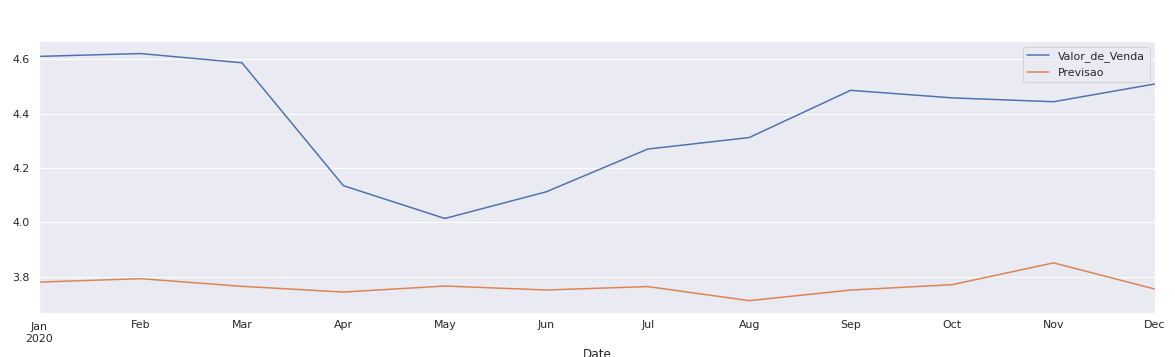 4.6
4.4
4.2
4.0
3.8
Valor_de_Venda
Previsao
Jan Feb Mar Apr May Jun Jul Aug Sep Oct Nov Dec
2020
Date